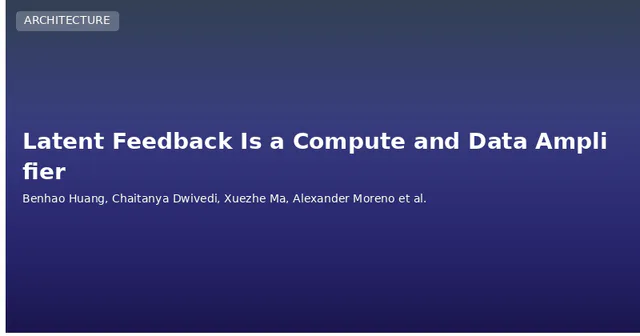 ARCHITECTURE
Latent Feedback Is a Compute and Data Ampli
fier
Benhao Huang, Chaitanya Dwivedi, Xuezhe Ma, Alexander Moreno et al.